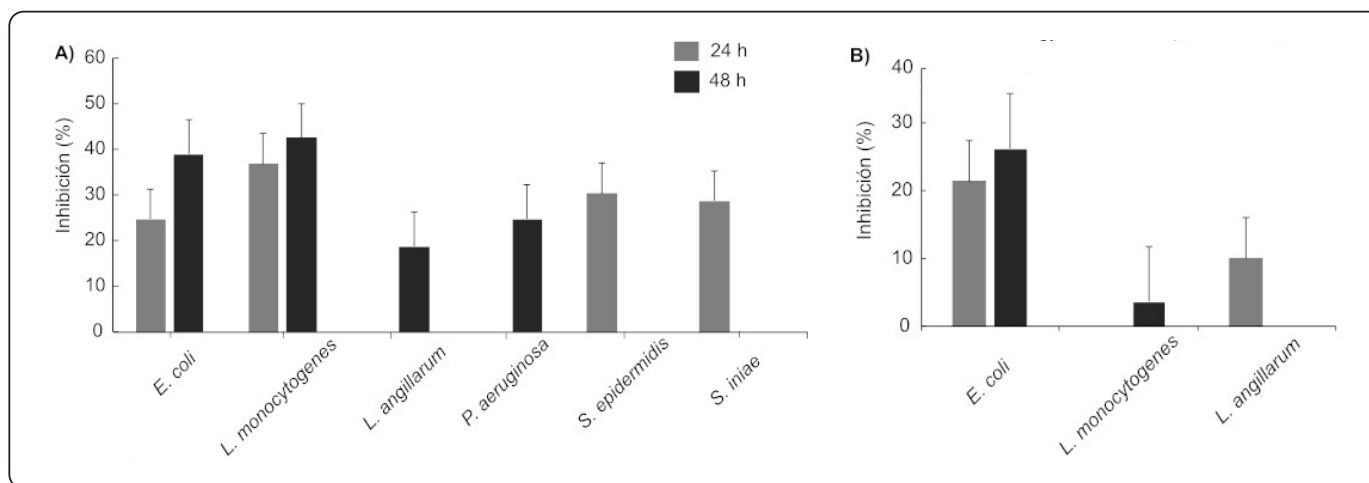 A)
24 h
48 h
Inhibición (%)
60
50
40
30
20
10
0
E. coli
L. monocytogenes
L. angillarum
P. aeruginosa
S. epidermidis
S. iniae
B)
Inhibición (%)
40
30
20
10
0
E. coli
L. monocytogenes
L. angillarum